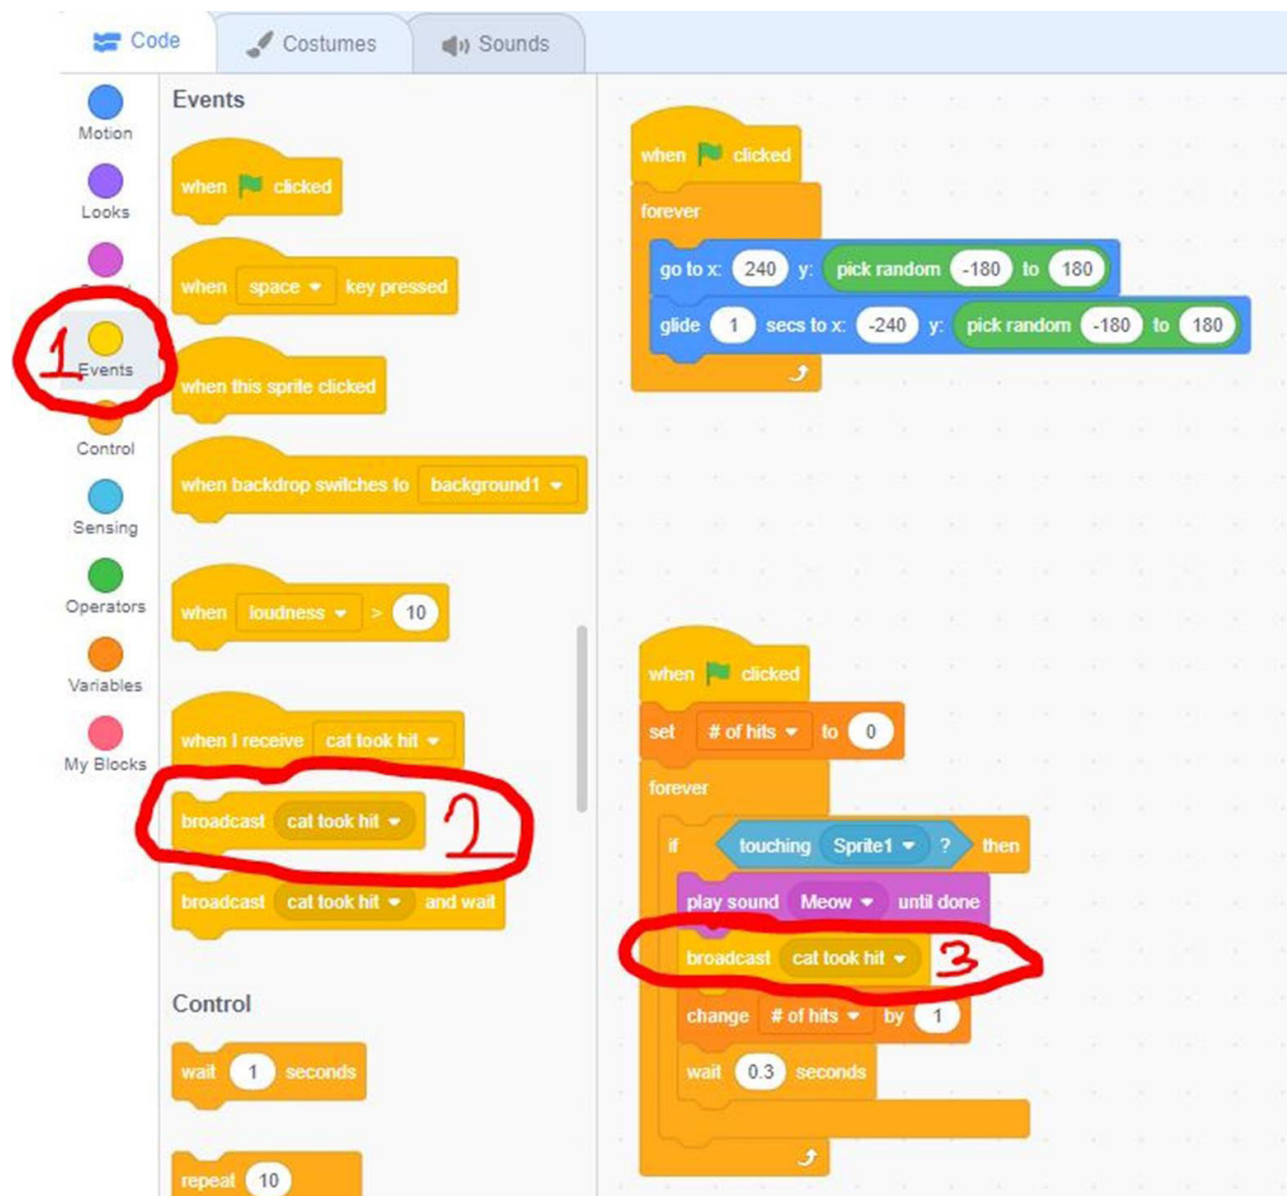 Code
Costumes
Sounds
Motion
Looks
1
Events
Control
Sensing
Operators
Variables
My Blocks
Events
when clicked
when space key pressed
when this sprite clicked
when backdrop switches to background1
when loudness > 10
when I receive cat took hit
broadcast cat took hit 2
broadcast cat took hit and wait
Control
wait 1 seconds
repeat 10
when clicked
forever
go to x: 240 y: pick random -180 to 180
glide 1 secs to x: -240 y: pick random -180 to 180
when clicked
set # of hits to 0
forever
if touching Sprite1 ? then
play sound Meow until done
broadcast cat took hit 3
change # of hits by 1
wait 0.3 seconds